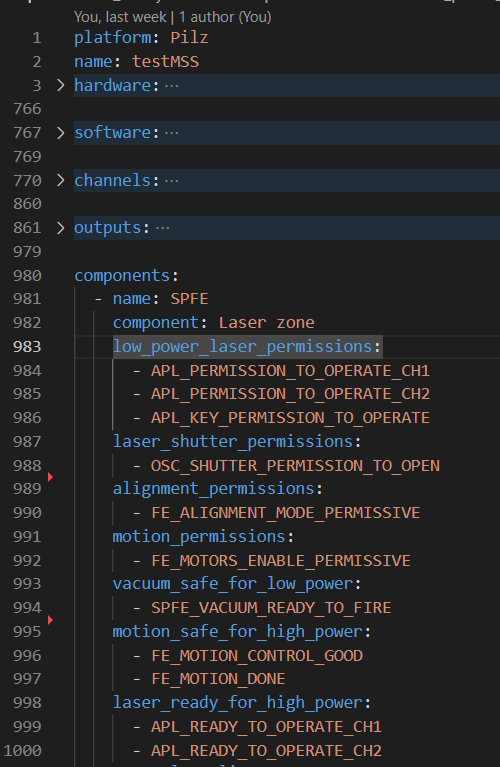 You, last week | 1 author (You)
1 platform: Pilz
2 name: testMSS
3 hardware: ···
766
767 software: ···
769
770 channels: ···
860
861 outputs: ···
979
980 components:
981 - name: SPFE
982 component: Laser zone
983 low_power_laser_permissions:
984 - APL_PERMISSION_TO_OPERATE_CH1
985 - APL_PERMISSION_TO_OPERATE_CH2
986 - APL_KEY_PERMISSION_TO_OPERATE
987 laser_shutter_permissions:
988 - OSC_SHUTTER_PERMISSION_TO_OPEN
989 alignment_permissions:
990 - FE_ALIGNMENT_MODE_PERMISSIVE
991 motion_permissions:
992 - FE_MOTORS_ENABLE_PERMISSIVE
993 vacuum_safe_for_low_power:
994 - SPFE_VACUUM_READY_TO_FIRE
995 motion_safe_for_high_power:
996 - FE_MOTION_CONTROL_GOOD
997 - FE_MOTION_DONE
998 laser_ready_for_high_power:
999 - APL_READY_TO_OPERATE_CH1
1000 - APL_READY_TO_OPERATE_CH2